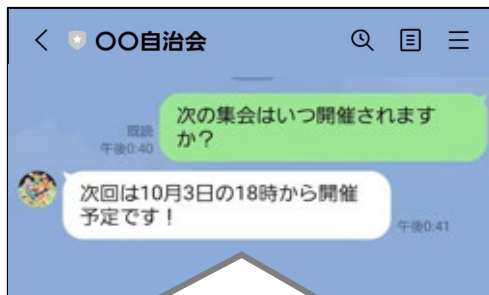 〇〇自治会
次の集会はいつ開催されます
か？
既読
午後0:40
次回は10月3日の18時から開催
予定です！
午後0:41